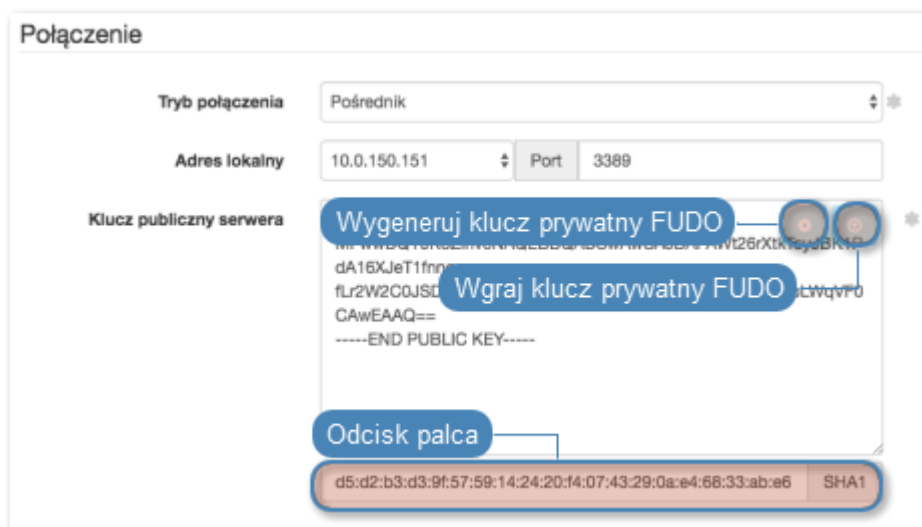 Połączenie
Tryb połączenia Pośrednik
Adres lokalny 10.0.150.151 Port 3389
Klucz publiczny serwera Wygeneruj klucz prywatny FUDO
dA16XJeT1fnn
fLr2W2C0JSD Wgraj klucz prywatny FUDO LWqVF0
CAwEAAQ==
-----END PUBLIC KEY-----
Odcisk palca
d5:d2:b3:d3:9f:57:59:14:24:20:f4:07:43:29:0a:e4:68:33:ab:e6 SHA1